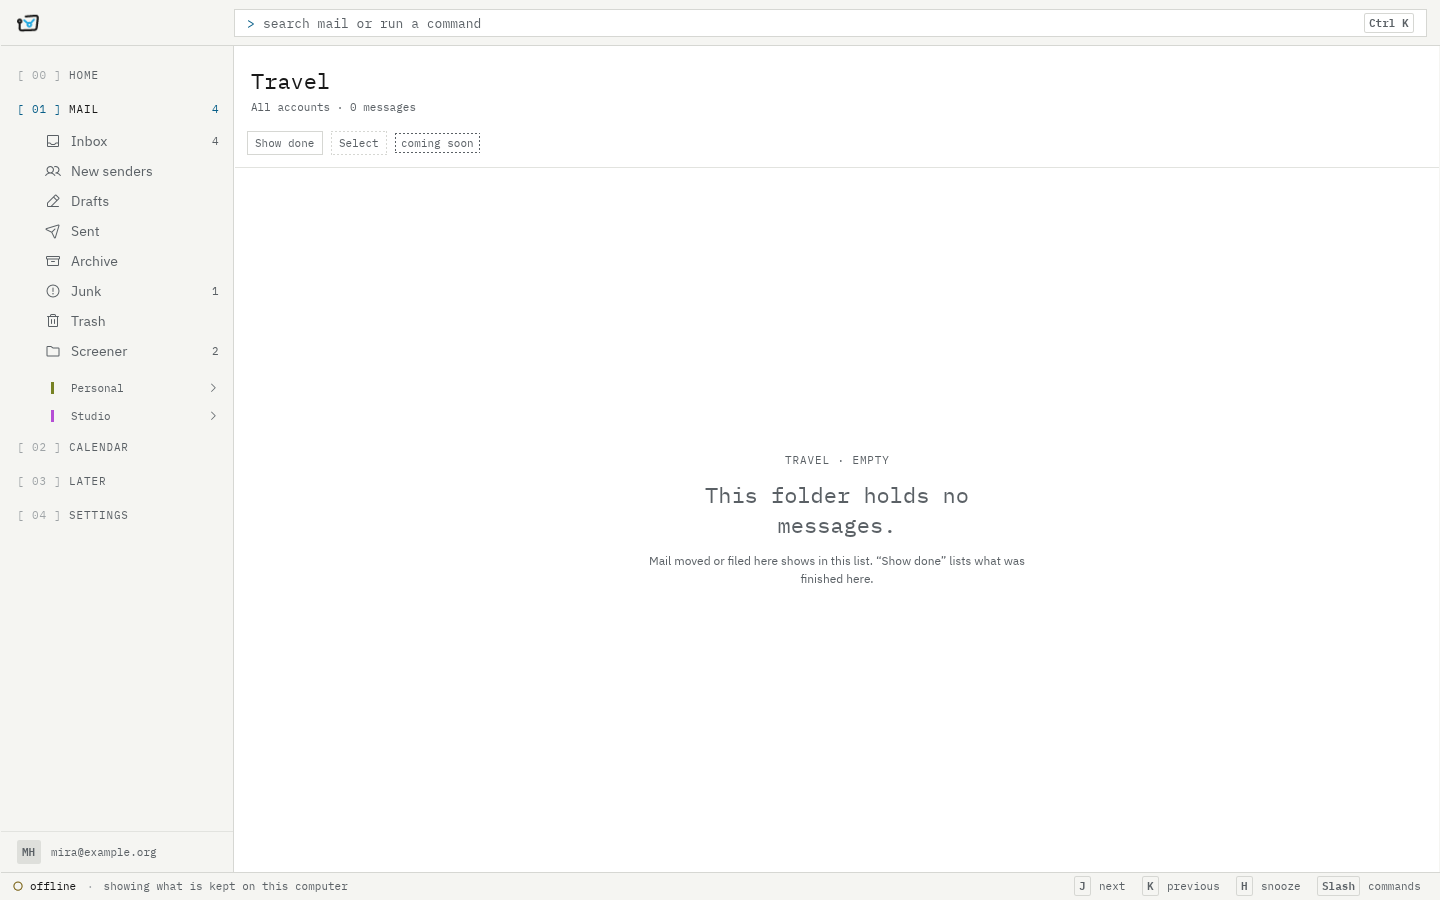 > search mail or run a command
Ctrl K
[ 00 ] HOME
[ 01 ] MAIL 4
Inbox 4
New senders
Drafts
Sent
Archive
Junk 1
Trash
Screener 2
Personal
Studio
[ 02 ] CALENDAR
[ 03 ] LATER
[ 04 ] SETTINGS
MH mira@example.org
Travel
All accounts · 0 messages
Show done
Select
coming soon
TRAVEL · EMPTY
This folder holds no
messages.
Mail moved or filed here shows in this list. “Show done” lists what was
finished here.
offline · showing what is kept on this computer
J next K previous H snooze Slash commands